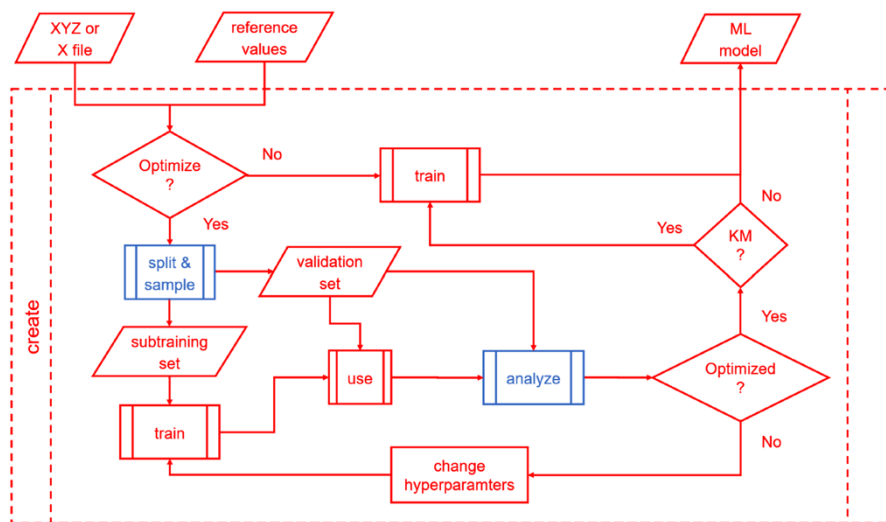 XYZ or
X file
reference
values
ML
model
Optimize
?
No
train
No
Yes
Yes
KM
?
split &
sample
validation
set
Yes
create
subtraining
set
use
analyze
Optimized
?
train
No
change
hyperparamters